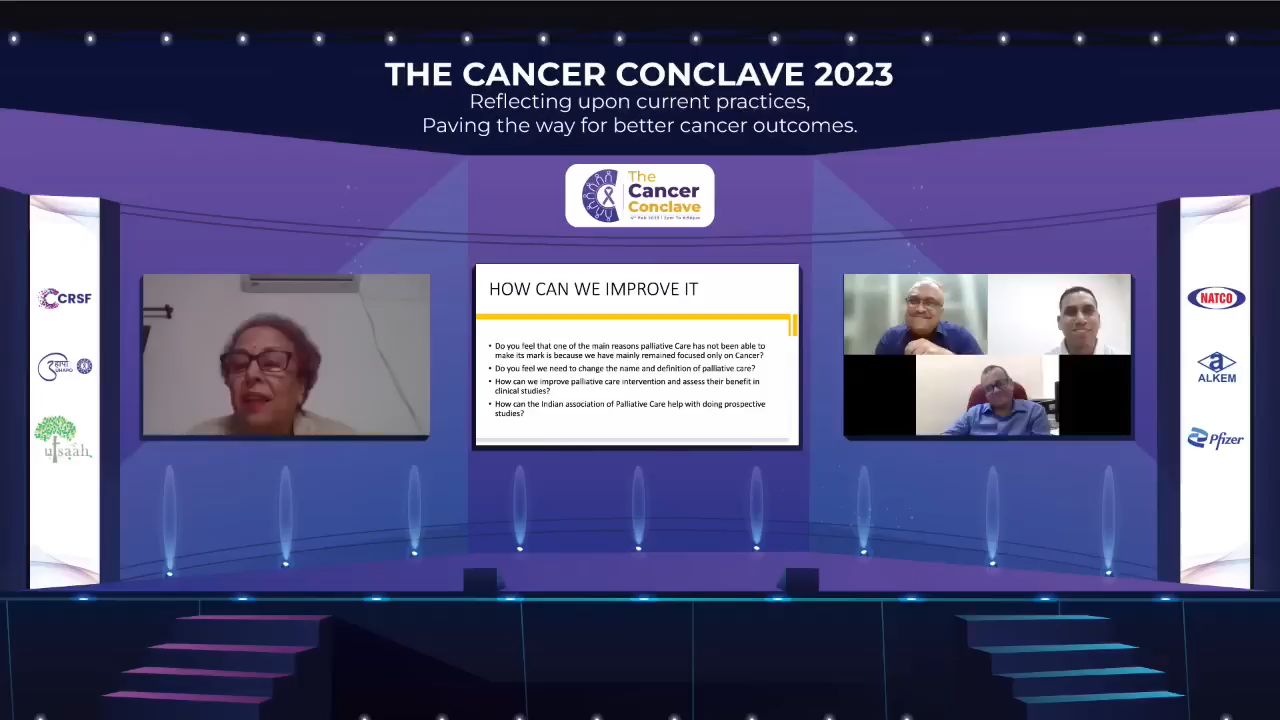 THE CANCER CONCLAVE 2023
Reflecting upon current practices,
Paving the way for better cancer outcomes.
The
Cancer
Conclave
HOW CAN WE IMPROVE IT
• Do you feel that one of the main reasons palliative Care has not been able to
make its mark is because we have mainly remained focused only on Cancer?
• Do you feel we need to change the name and definition of palliative care?
• How can we improve palliative care intervention and assess their benefit in
clinical studies?
• How can the Indian association of Palliative Care help with doing prospective
studies?
CRSF
utsaah
NATCO
ALKEM
Pfizer